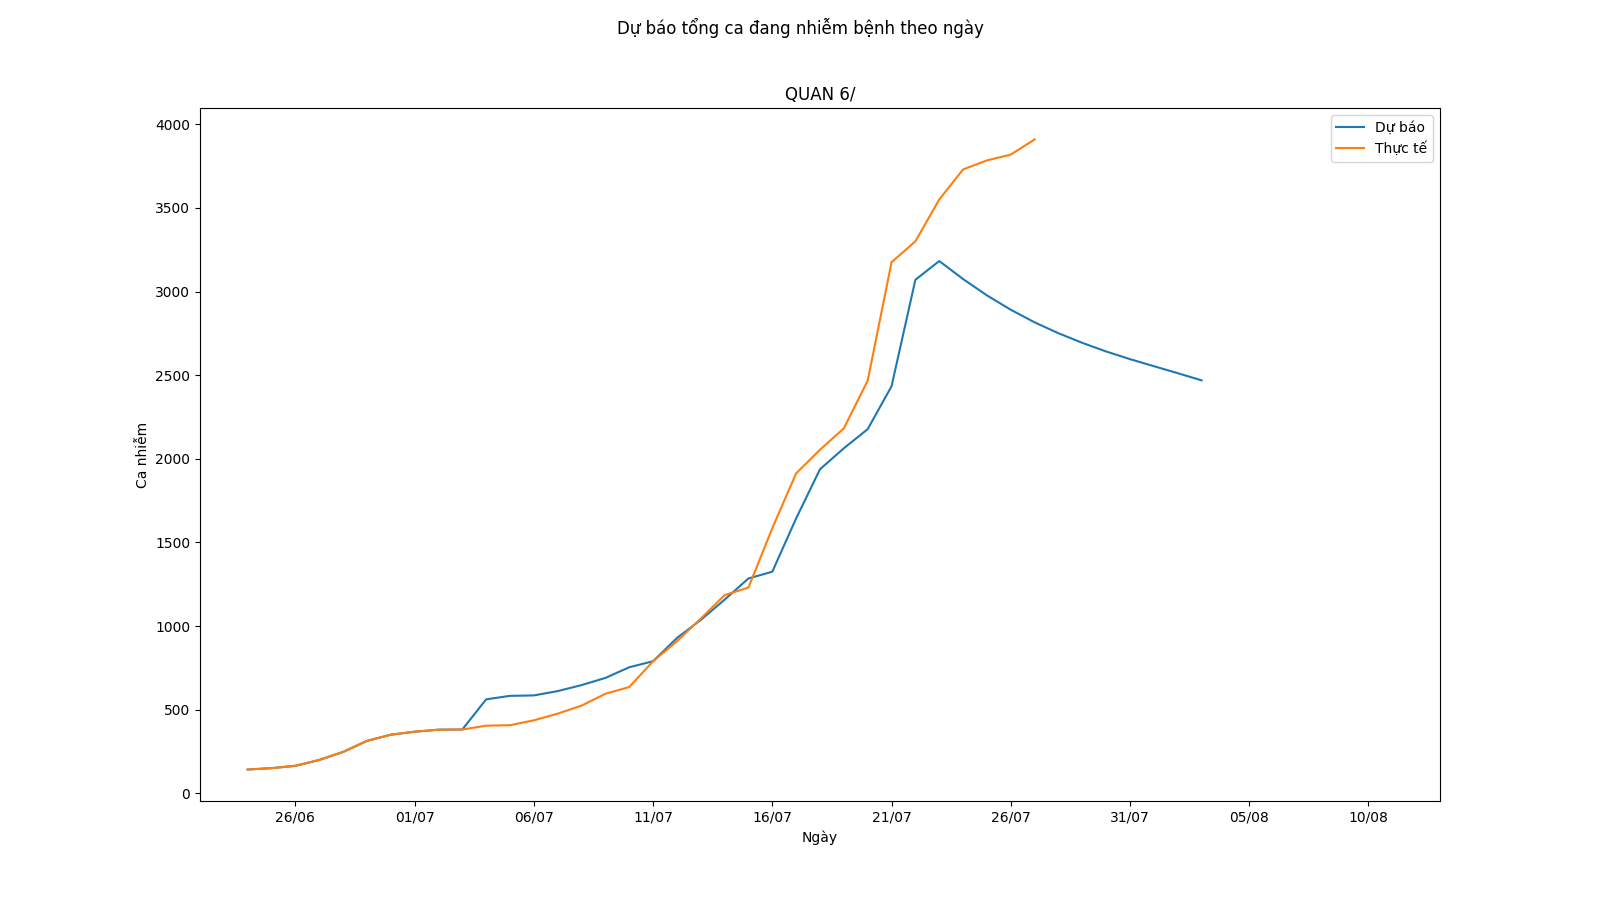 Dự báo tổng ca đang nhiễm bệnh theo ngày
QUAN 6/
Dự báo
Thực tế
4000
3500
3000
2500
2000
1500
1000
500
0
Ca nhiễm
26/06 01/07 06/07 11/07 16/07 21/07 26/07 31/07 05/08 10/08
Ngày